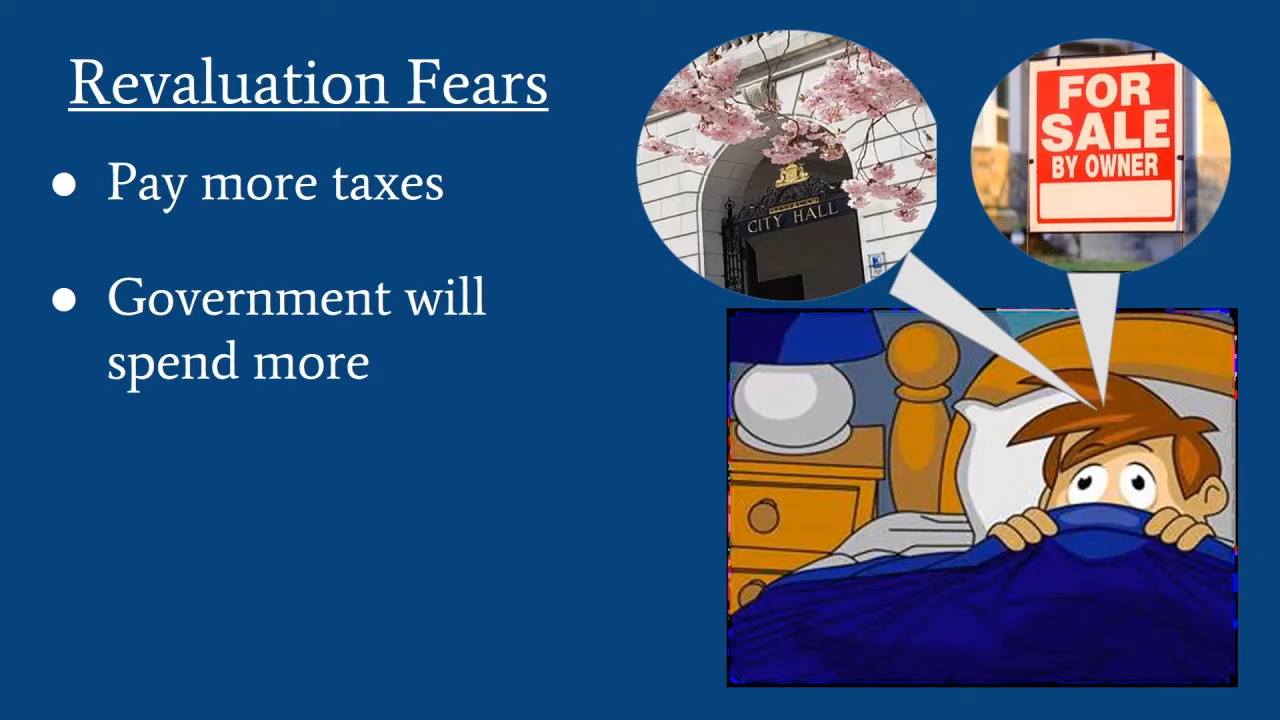 Revaluation Fears
● Pay more taxes
● Government will
spend more
CITY HALL
FOR
SALE
BY OWNER